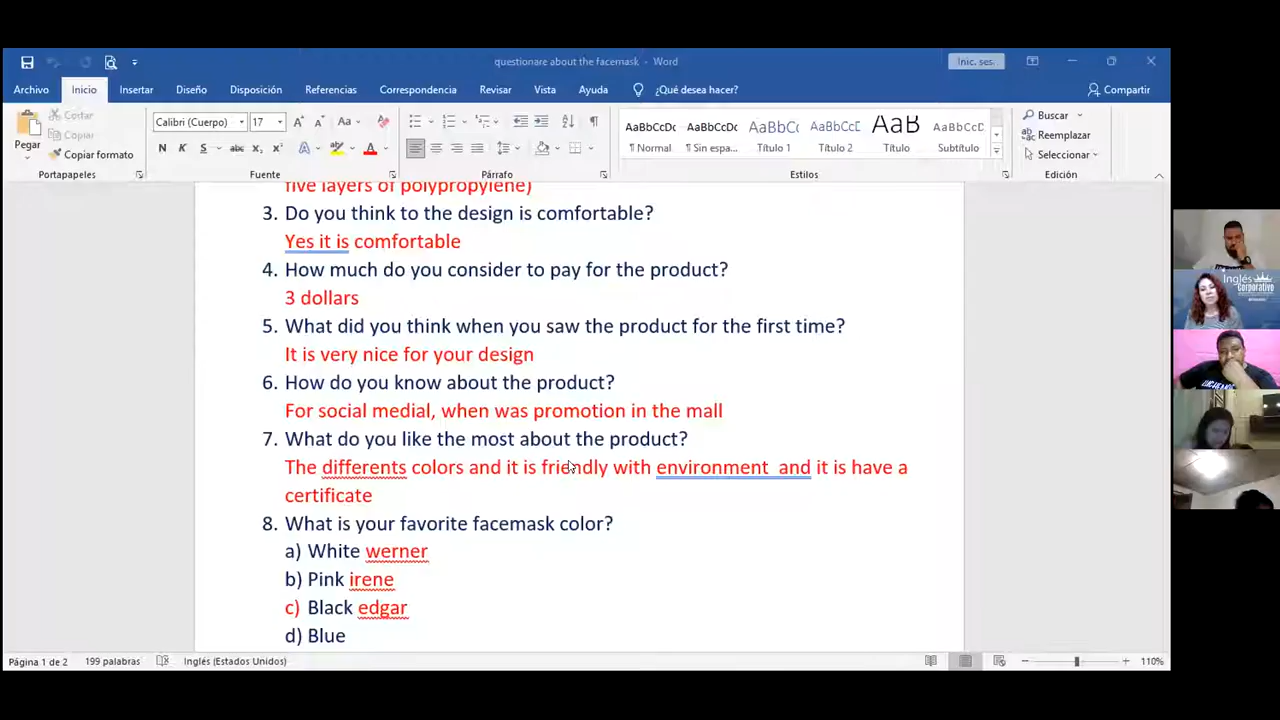 questionare about the facemask - Word
Inic. ses.
Archivo Inicio Insertar Diseño Disposición Referencias Correspondencia Revisar Vista Ayuda ¿Qué desea hacer? Compartir
Pegar
Cortar
Copiar
Copiar formato
Portapapeles
Calibri (Cuerpo) 17
Fuente
Párrafo
AaBbCcDc AaBbCcDc AaBbCc AaBbCcD AaB AaBbCcD
¶ Normal ¶ Sin espa... Título 1 Título 2 Título Subtítulo
Estilos
Buscar
Reemplazar
Seleccionar
Edición
five layers of polypropylene)
3. Do you think to the design is comfortable?
Yes it is comfortable
4. How much do you consider to pay for the product?
3 dollars
5. What did you think when you saw the product for the first time?
It is very nice for your design
6. How do you know about the product?
For social medial, when was promotion in the mall
7. What do you like the most about the product?
The differents colors and it is friendly with environment and it is have a
certificate
8. What is your favorite facemask color?
a) White werner
b) Pink irene
c) Black edgar
d) Blue
Página 1 de 2 199 palabras Inglés (Estados Unidos) 110%
Inglés
Corporativo